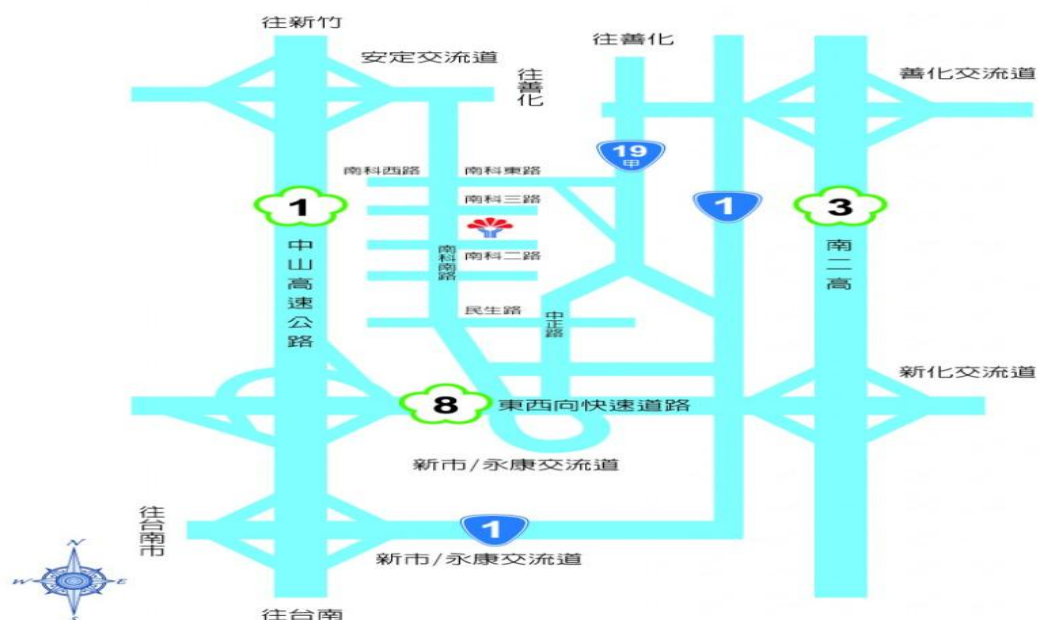 往新竹
安定交流道
往善化
往善化
善化交流道
19
甲
南科西路
南科東路
南科三路
1
1
3
中山高速公路
南科南路
南科二路
南二高
民生路
中正路
新化交流道
8
東西向快速道路
新市/永康交流道
往台南市
1
新市/永康交流道
N
W
E
S
往台南